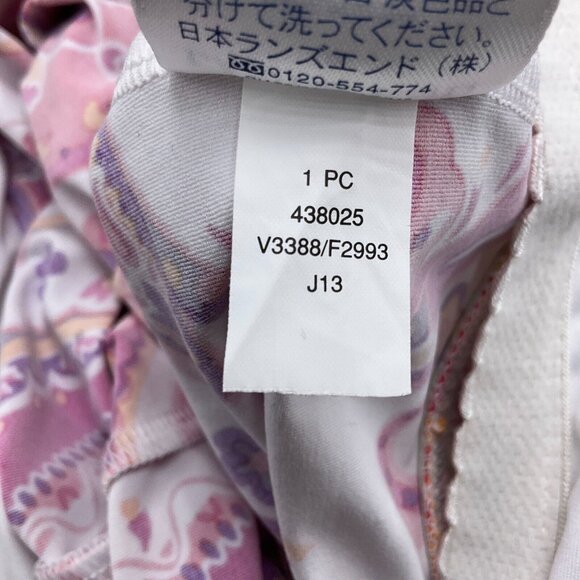 分けて洗ってください。
日本ランズエンド(株)
0120-554-774
1 PC
438025
V3388/F2993
J13